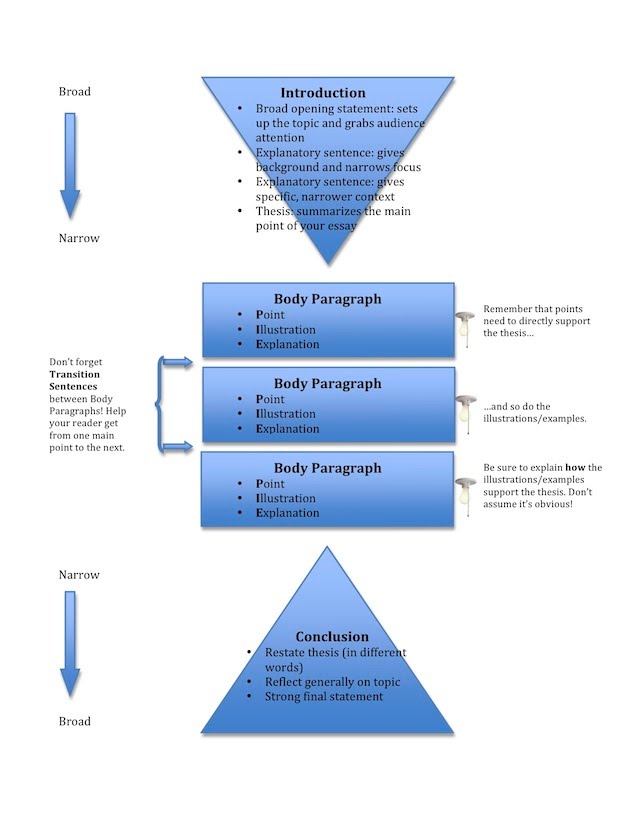 Broad
Narrow
Introduction
• Broad opening statement: sets
up the topic and grabs audience
attention
• Explanatory sentence: gives
background and narrows focus
• Explanatory sentence: gives
specific, narrower context
• Thesis: summarizes the main
point of your essay
Body Paragraph
• Point
• Illustration
• Explanation
Remember that points
need to directly support
the thesis…
Don't forget
Transition
Sentences
between Body
Paragraphs! Help
your reader get
from one main
point to the next.
Body Paragraph
• Point
• Illustration
• Explanation
…and so do the
illustrations/examples.
Body Paragraph
• Point
• Illustration
• Explanation
Be sure to explain how the
illustrations/examples
support the thesis. Don't
assume it's obvious!
Narrow
Broad
Conclusion
• Restate thesis (in different
words)
• Reflect generally on topic
• Strong final statement